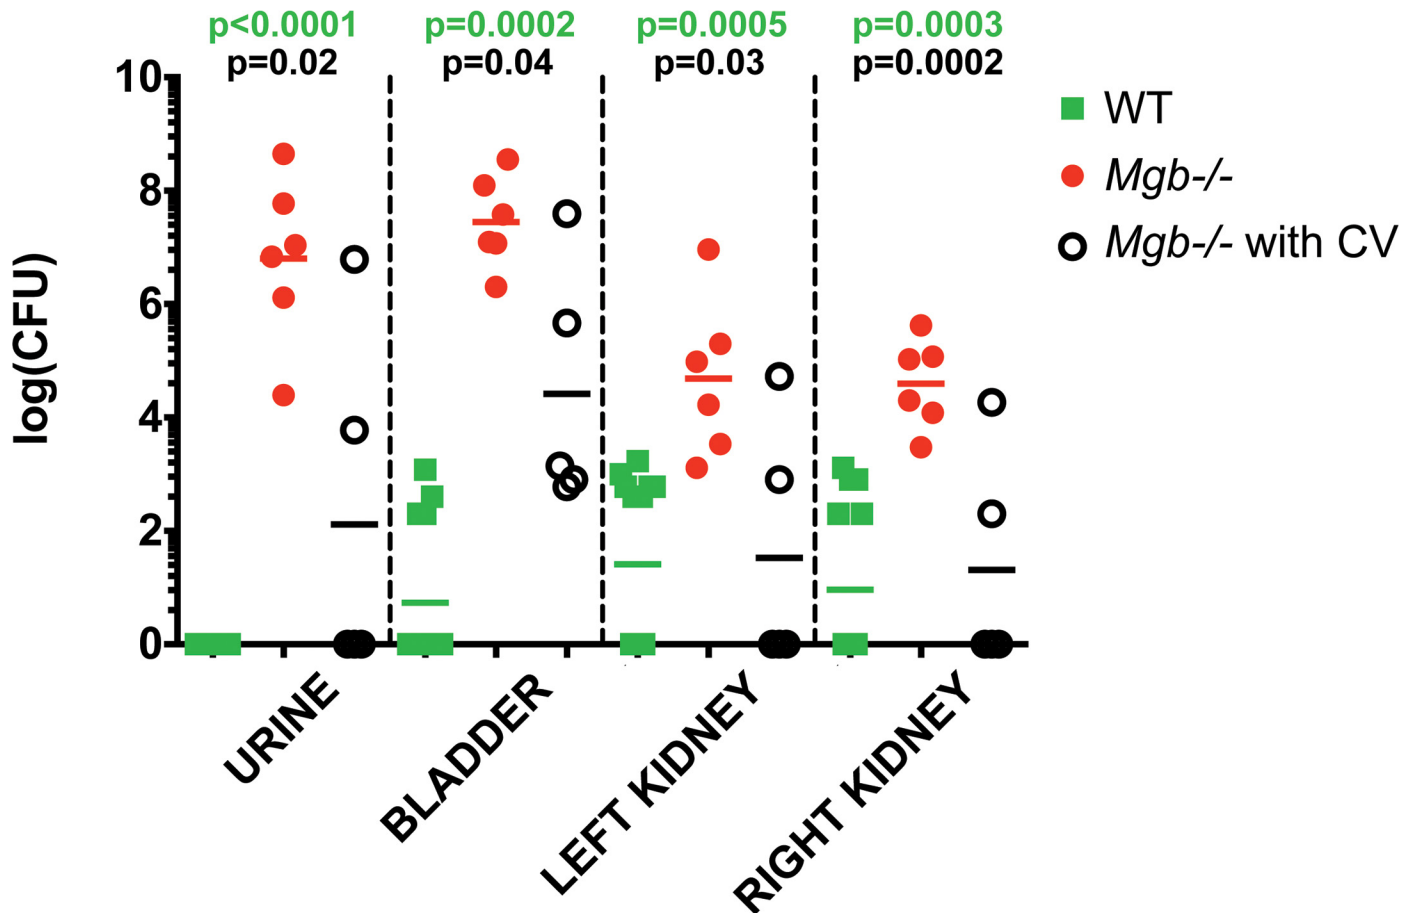 p<0.0001 p=0.0002 p=0.0005 p=0.0003
p=0.02 p=0.04 p=0.03 p=0.0002
10
8
6
4
2
0
log(CFU)
WT
Mgb-/-
Mgb-/- with CV
URINE
BLADDER
LEFT KIDNEY
RIGHT KIDNEY